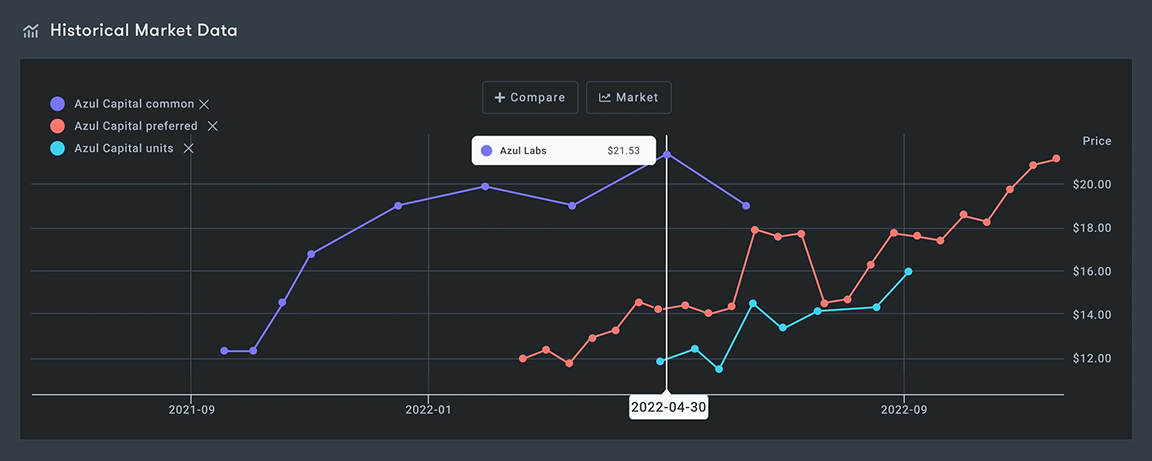 Historical Market Data
Azul Capital common
Azul Capital preferred
Azul Capital units
Compare
Market
Azul Labs $21.53
Price
$20.00
$18.00
$16.00
$14.00
$12.00
2021-09 2022-01 2022-04-30 2022-09